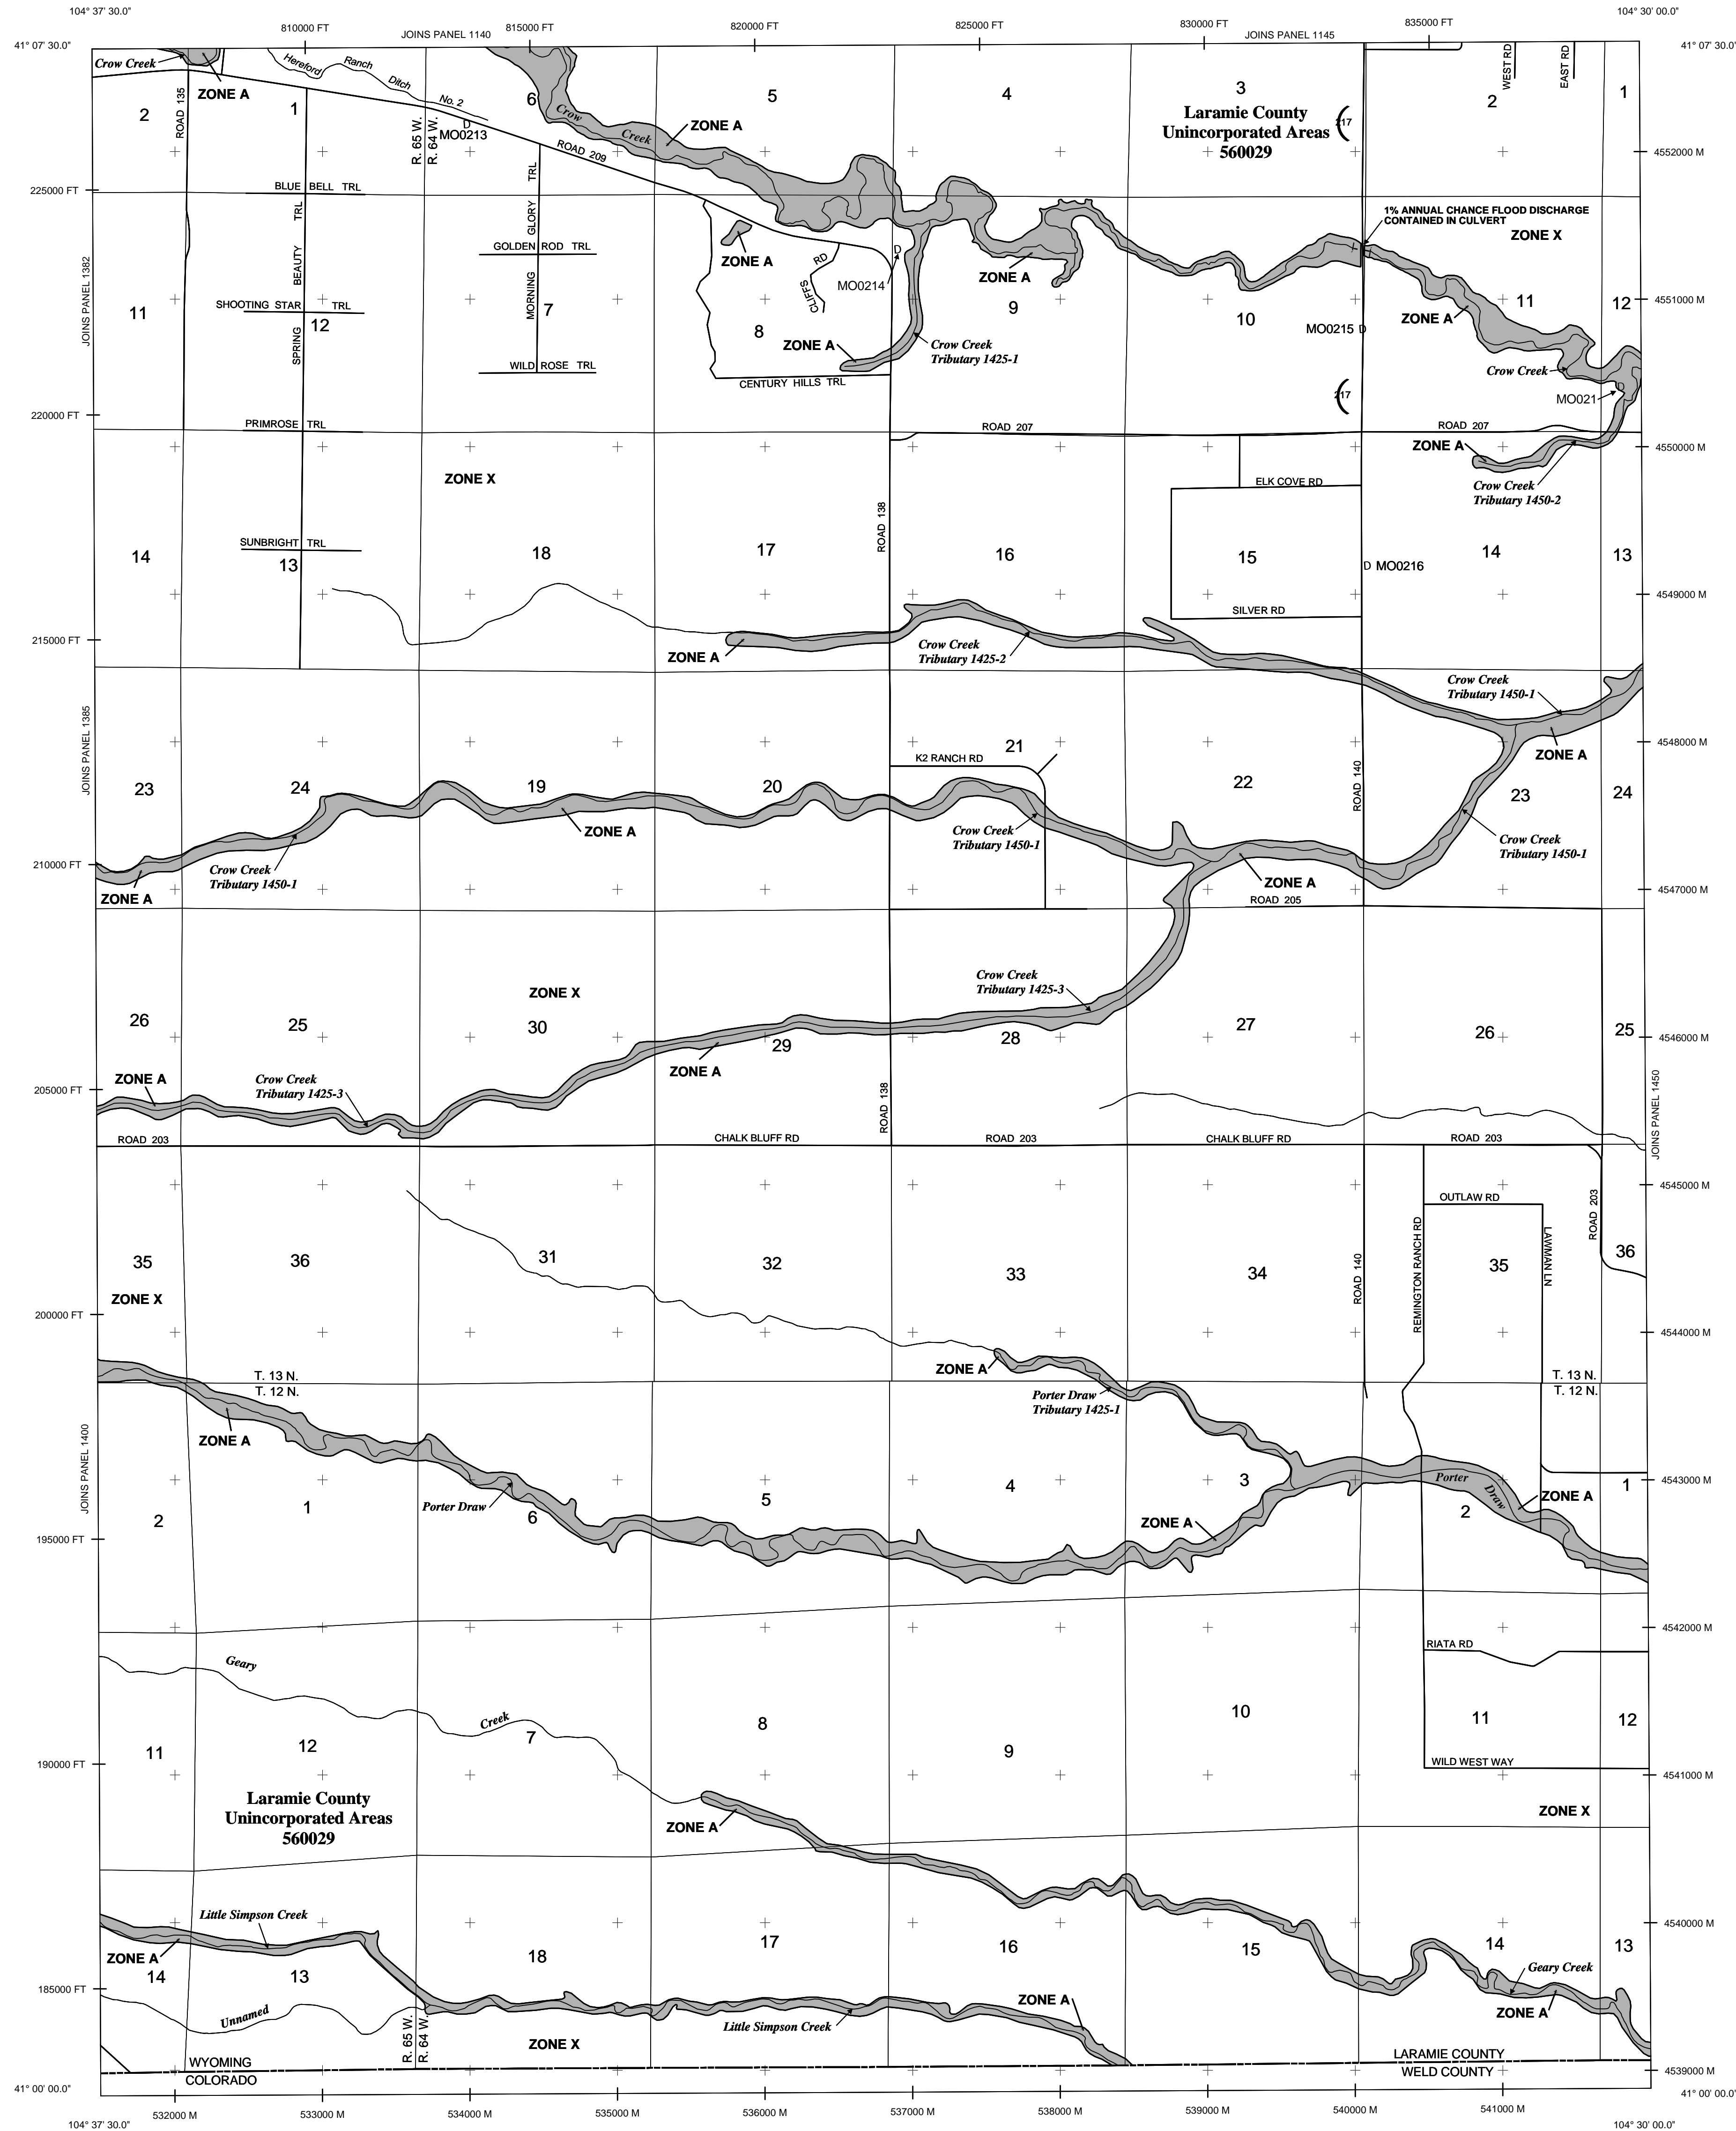 104° 37' 30.0"
104° 30' 00.0"
810000 FT
815000 FT
820000 FT
825000 FT
830000 FT
835000 FT
JOINS PANEL 1140
JOINS PANEL 1145
41° 07' 30.0"
41° 07' 30.0"
Crow Creek
ZONE A
Hereford Ranch Ditch No. 2
2
1
6
5
4
3
2
1
ROAD 135
WEST RD
EAST RD
R. 65 W.
R. 64 W.
D
MO0213
ROAD 209
Crow Creek
ZONE A
Laramie County
Unincorporated Areas
560029
217
4552000 M
225000 FT
BLUE BELL TRL
SPRING BEAUTY TRL
MORNING GLORY TRL
GOLDEN ROD TRL
SHOOTING STAR TRL
WILD ROSE TRL
ZONE A
CLIFFS RD
D
MO0214
ZONE A
1% ANNUAL CHANCE FLOOD DISCHARGE
CONTAINED IN CULVERT
ZONE X
JOINS PANEL 1382
11
12
7
8
9
10
11
12
4551000 M
MO0215 D
ZONE A
ZONE A
Crow Creek
Tributary 1425-1
CENTURY HILLS TRL
Crow Creek
217
MO021
220000 FT
PRIMROSE TRL
ROAD 207
ROAD 207
ZONE A
4550000 M
ZONE X
ELK COVE RD
Crow Creek
Tributary 1450-2
ROAD 138
SUNBRIGHT TRL
14
13
18
17
16
15
14
13
D MO0216
4549000 M
SILVER RD
215000 FT
ZONE A
Crow Creek
Tributary 1425-2
Crow Creek
Tributary 1450-1
JOINS PANEL 1385
4548000 M
ZONE A
K2 RANCH RD
23
24
19
20
21
22
23
24
ROAD 140
ZONE A
Crow Creek
Tributary 1450-1
Crow Creek
Tributary 1450-1
210000 FT
Crow Creek
Tributary 1450-1
ZONE A
ZONE A
4547000 M
ROAD 205
Crow Creek
Tributary 1425-3
ZONE X
26
25
30
29
28
27
26
25
4546000 M
ZONE A
ZONE A
Crow Creek
Tributary 1425-3
205000 FT
ROAD 138
JOINS PANEL 1450
ROAD 203
CHALK BLUFF RD
ROAD 203
CHALK BLUFF RD
ROAD 203
4545000 M
OUTLAW RD
ROAD 203
REMINGTON RANCH RD
LAWMAN LN
ROAD 140
35
36
31
32
33
34
35
36
ZONE X
200000 FT
4544000 M
ZONE A
T. 13 N.
T. 12 N.
T. 13 N.
T. 12 N.
Porter Draw
Tributary 1425-1
ZONE A
JOINS PANEL 1400
4543000 M
Porter Draw
ZONE A
Porter Draw
2
1
6
5
4
3
2
1
ZONE A
195000 FT
4542000 M
RIATA RD
Geary Creek
11
12
7
8
9
10
11
12
WILD WEST WAY
190000 FT
4541000 M
Laramie County
Unincorporated Areas
560029
ZONE A
ZONE X
Little Simpson Creek
4540000 M
ZONE A
14
13
18
17
16
15
14
13
Geary Creek
185000 FT
ZONE A
ZONE A
Unnamed
Little Simpson Creek
R. 65 W.
R. 64 W.
ZONE X
WYOMING
COLORADO
LARAMIE COUNTY
WELD COUNTY
4539000 M
41° 00' 00.0"
41° 00' 00.0"
532000 M
533000 M
534000 M
535000 M
536000 M
537000 M
538000 M
539000 M
540000 M
541000 M
104° 37' 30.0"
104° 30' 00.0"